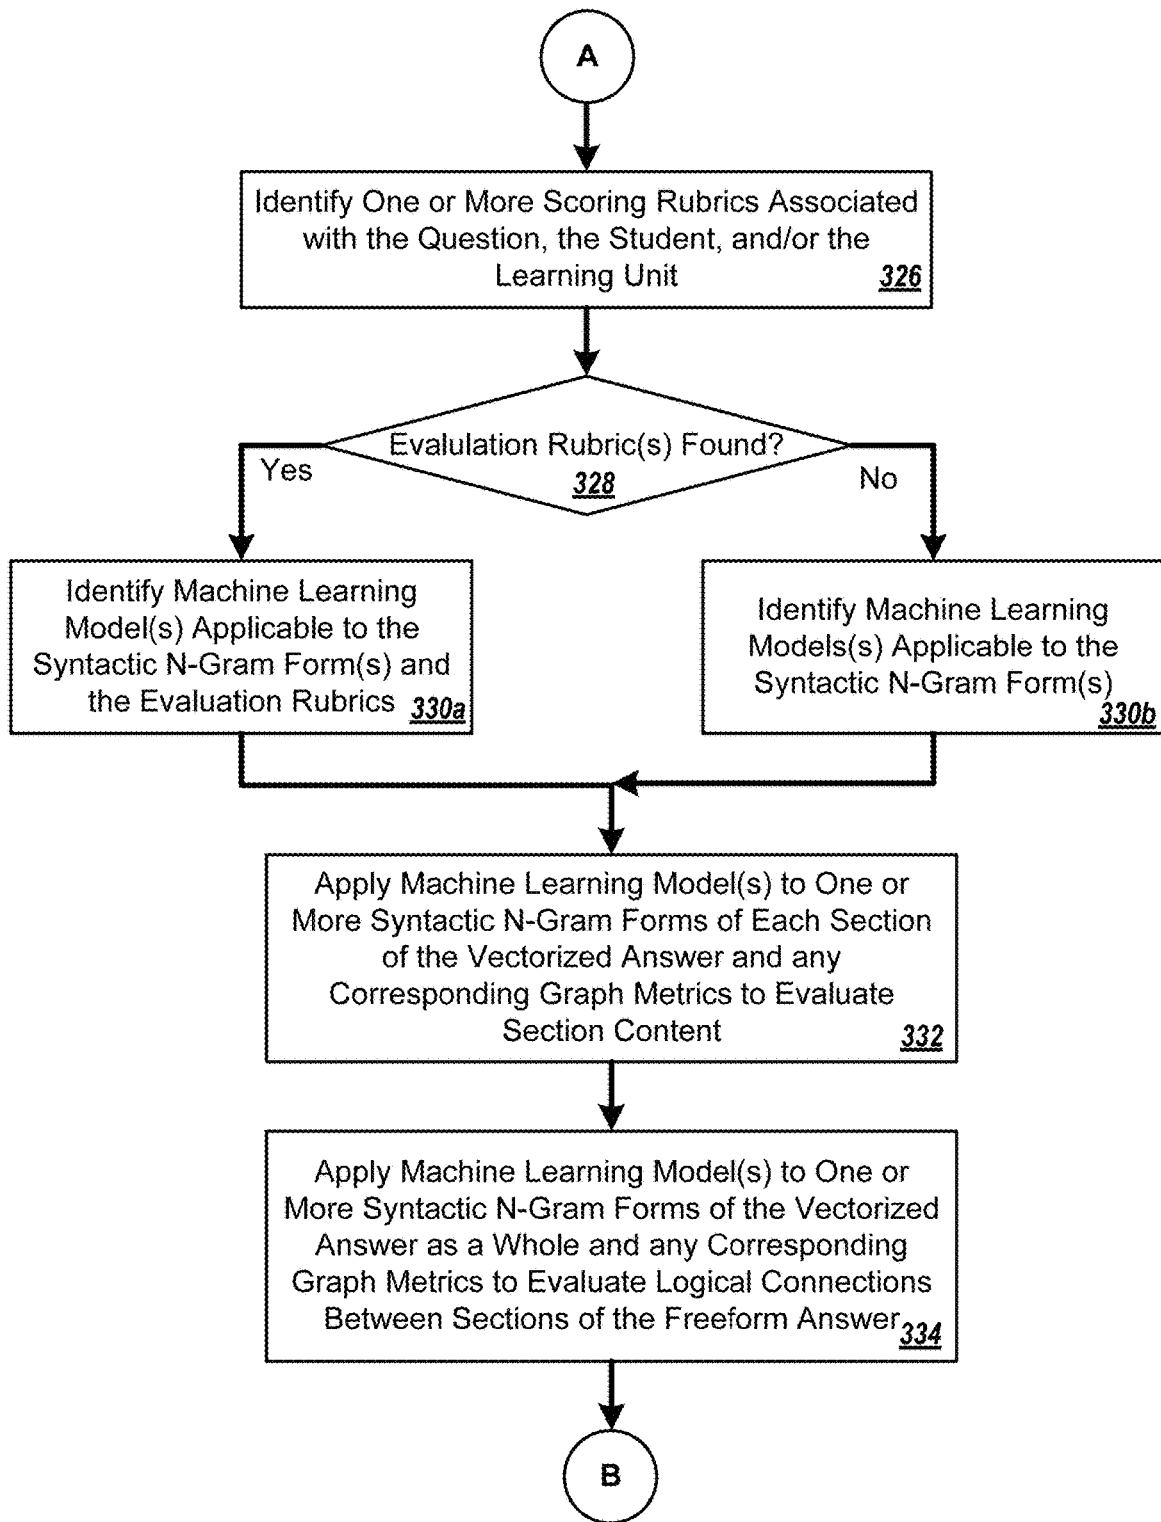 A
Identify One or More Scoring Rubrics Associated
with the Question, the Student, and/or the
Learning Unit 326
Evalulation Rubric(s) Found?
328
Yes
No
Identify Machine Learning
Model(s) Applicable to the
Syntactic N-Gram Form(s) and
the Evaluation Rubrics 330a
Identify Machine Learning
Models(s) Applicable to the
Syntactic N-Gram Form(s)
330b
Apply Machine Learning Model(s) to One or
More Syntactic N-Gram Forms of Each Section
of the Vectorized Answer and any
Corresponding Graph Metrics to Evaluate
Section Content 332
Apply Machine Learning Model(s) to One or
More Syntactic N-Gram Forms of the Vectorized
Answer as a Whole and any Corresponding
Graph Metrics to Evaluate Logical Connections
Between Sections of the Freeform Answer 334
B